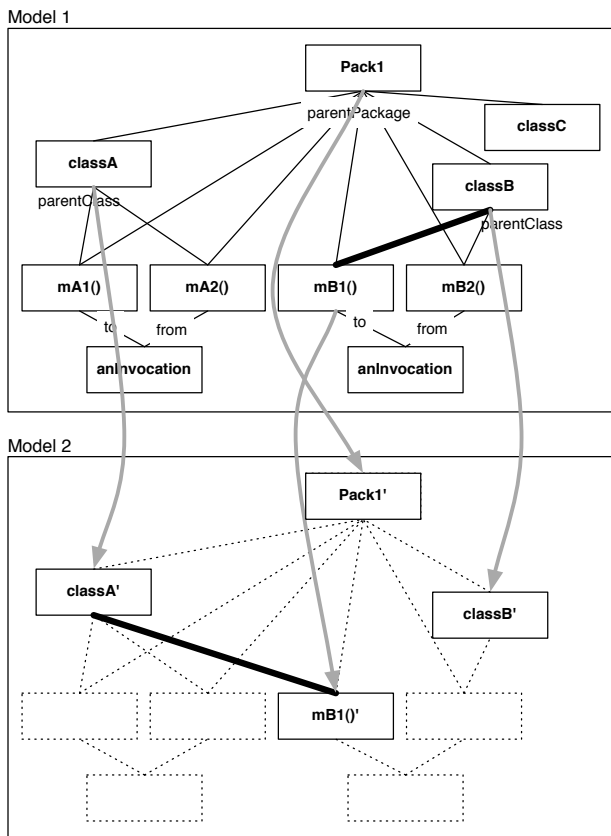 Model 1
Pack1
parentPackage
classC
classA
classB
parentClass
parentClass
mA1()
mA2()
mB1()
mB2()
to
from
to
from
anInvocation
anInvocation
Model 2
Pack1'
classA'
classB'
mB1()'